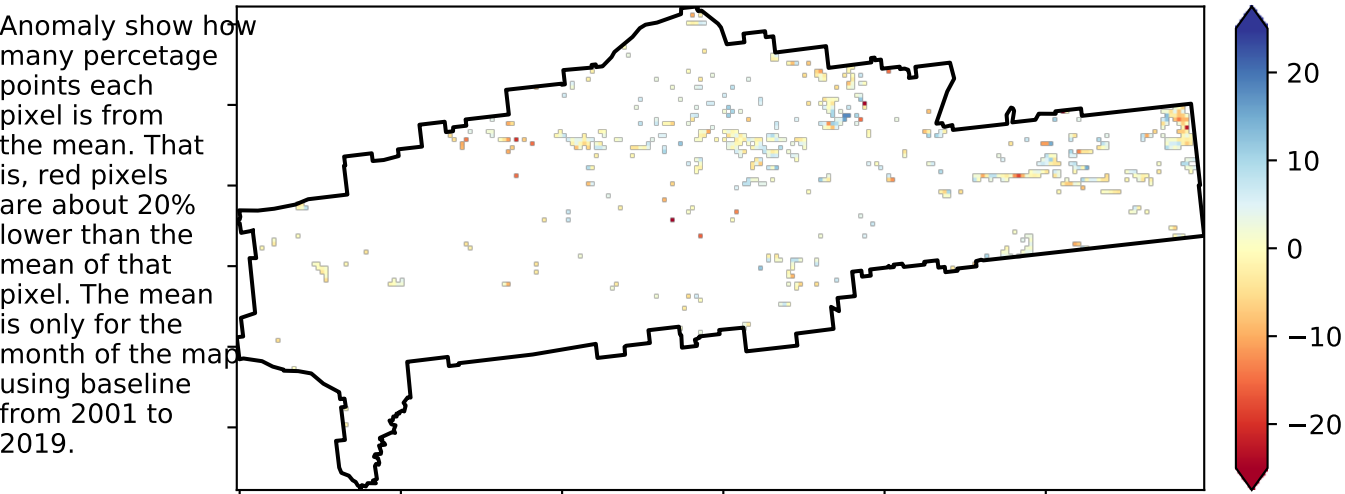 Anomaly show how
many percetage
points each
pixel is from
the mean. That
is, red pixels
are about 20%
lower than the
mean of that
pixel. The mean
is only for the
month of the map
using baseline
from 2001 to
2019.
20
10
0
−10
−20